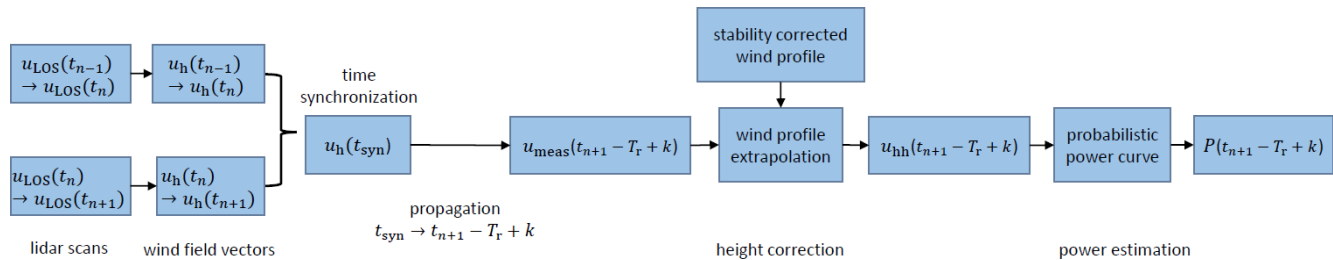 stability corrected
wind profile
u_LOS(t_{n−1})
→ u_LOS(t_n)
u_h(t_{n−1})
→ u_h(t_n)
time
synchronization
u_h(t_syn)
u_meas(t_{n+1} − T_r + k)
wind profile
extrapolation
u_hh(t_{n+1} − T_r + k)
probabilistic
power curve
P(t_{n+1} − T_r + k)
u_LOS(t_n)
→ u_LOS(t_{n+1})
u_h(t_n)
→ u_h(t_{n+1})
propagation
t_syn → t_{n+1} − T_r + k
lidar scans
wind field vectors
height correction
power estimation